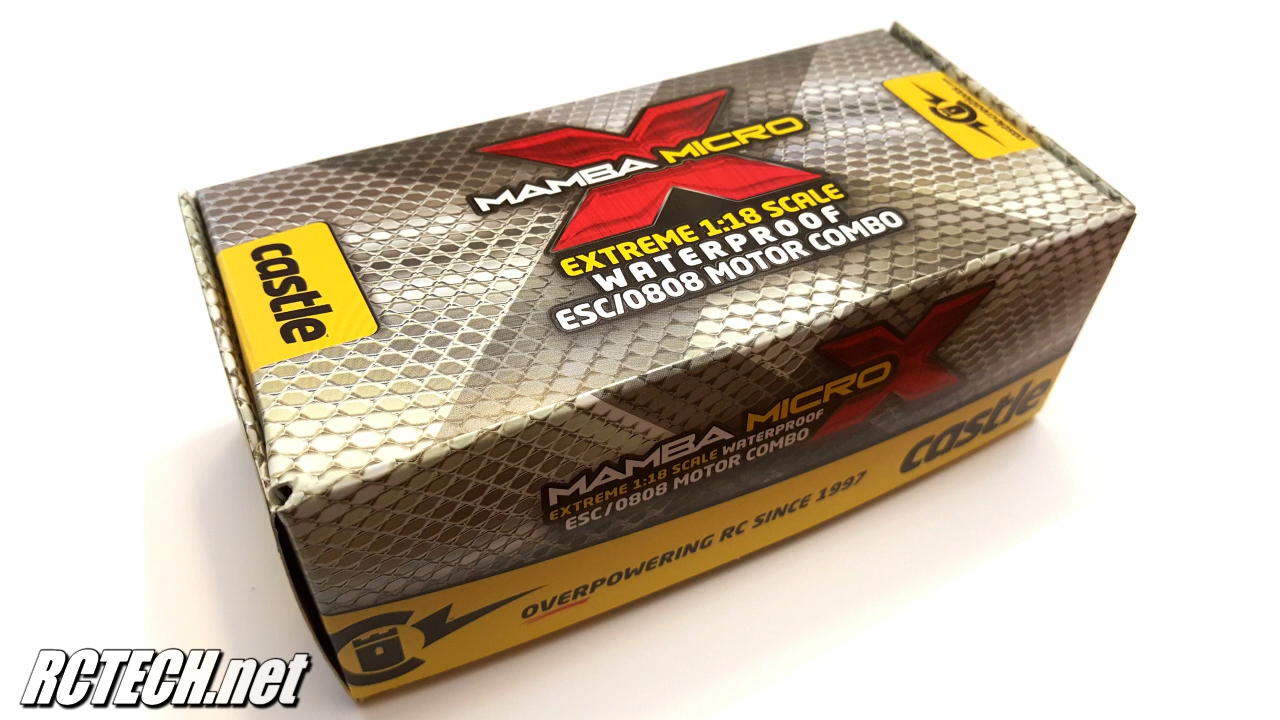 MAMBA MICRO X
EXTREME 1:18 SCALE
WATERPROOF
ESC/0808 MOTOR COMBO
castle
MAMBA MICRO X
EXTREME 1:18 SCALE WATERPROOF
ESC/0808 MOTOR COMBO
castle
OVERPOWERING RC SINCE 1997
RCTECH.net